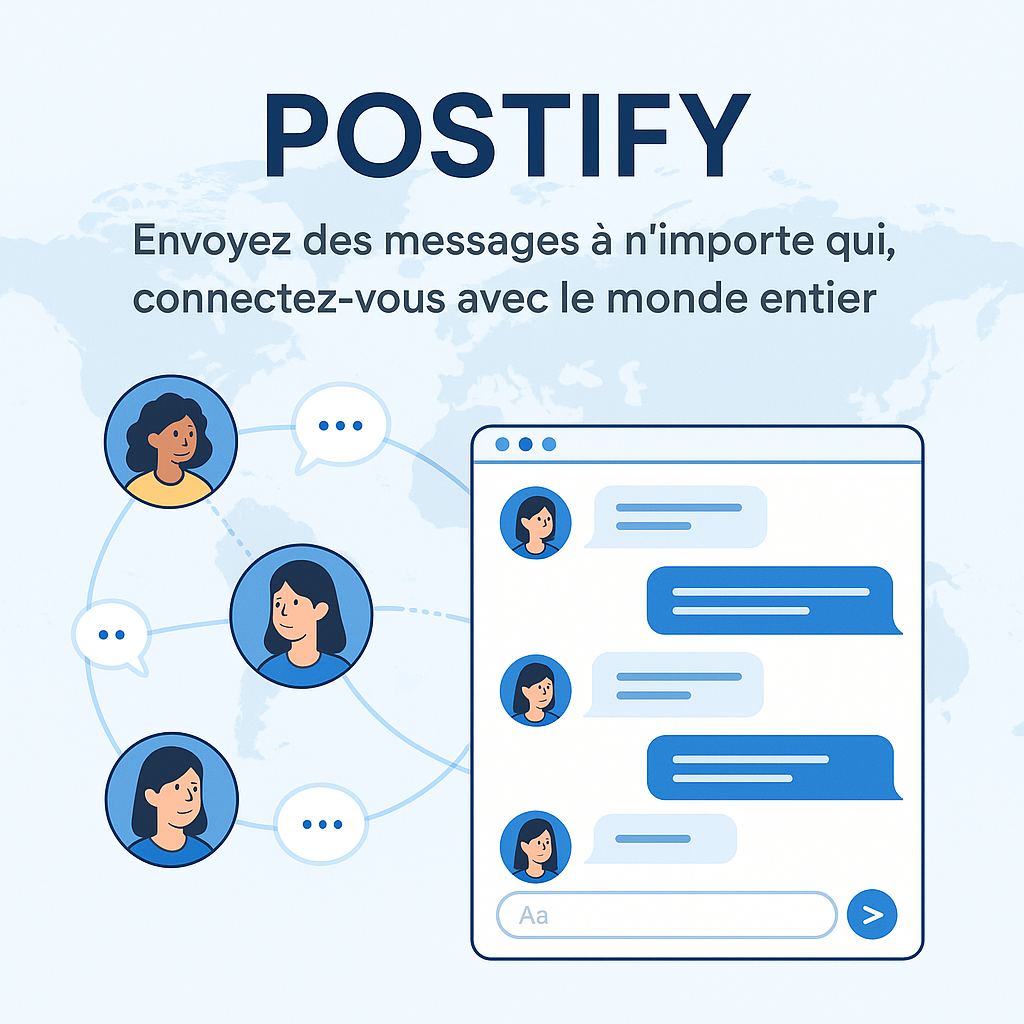 POSTIFY
Envoyez des messages à n'importe qui,
connectez-vous avec le monde entier
Aa